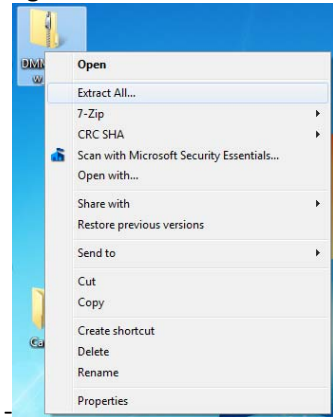 Open
Extract All...
7-Zip
CRC SHA
Scan with Microsoft Security Essentials...
Open with...
Share with
Restore previous versions
Send to
Cut
Copy
Create shortcut
Delete
Rename
Properties